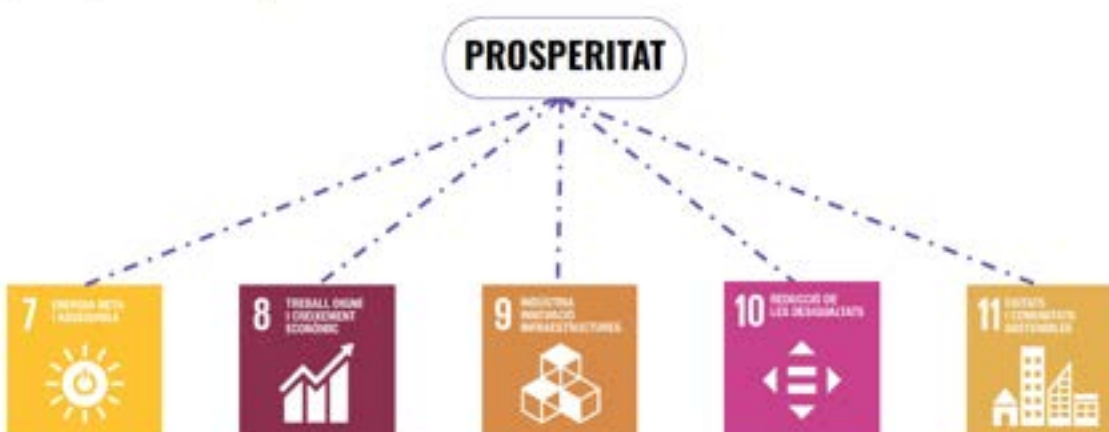 PROSPERITAT
7 ENERGIA NETA
I ASSEQUIBLE
8 TREBALL DIGNE
I CREIXEMENT
ECONÒMIC
9 INDÚSTRIA
INNOVACIÓ
INFRAESTRUCTURES
10 REDUCCIÓ DE
LES DESIGUALTATS
11 CIUTATS
I COMUNITATS
SOSTENIBLES